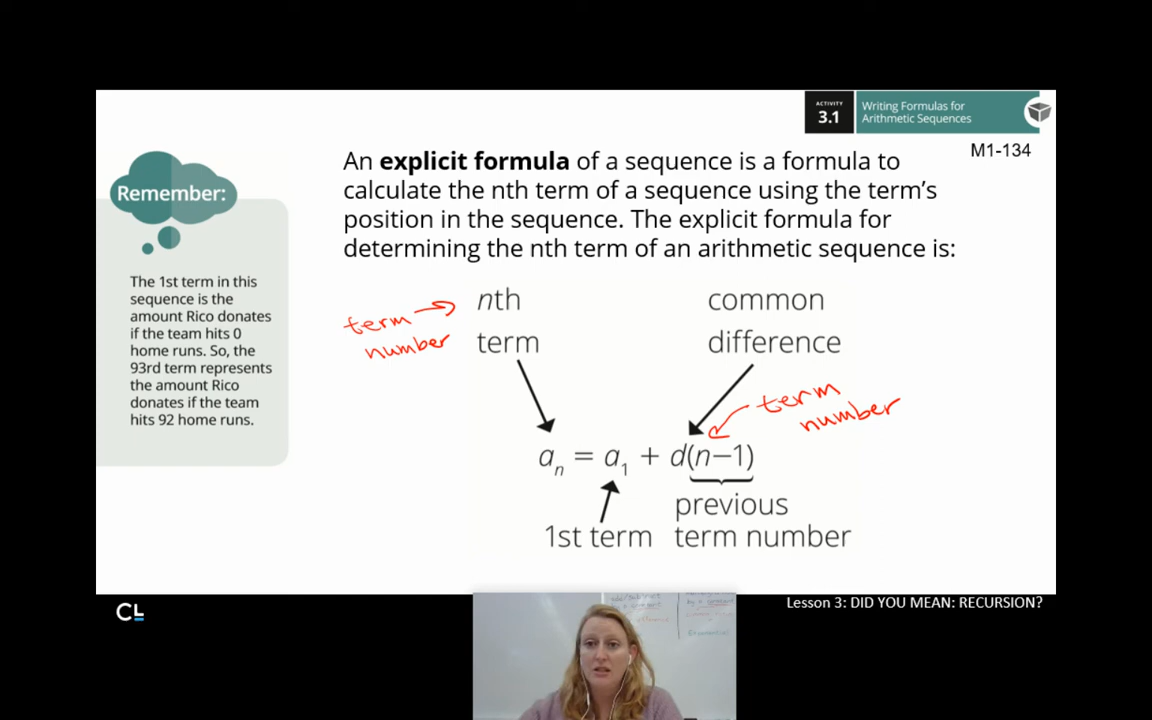 ACTIVITY
3.1
Writing Formulas for
Arithmetic Sequences
M1-134
Remember:
The 1st term in this
sequence is the
amount Rico donates
if the team hits 0
home runs. So, the
93rd term represents
the amount Rico
donates if the team
hits 92 home runs.
An explicit formula of a sequence is a formula to
calculate the nth term of a sequence using the term's
position in the sequence. The explicit formula for
determining the nth term of an arithmetic sequence is:
term
number
nth
term
common
difference
term
number
aₙ = a₁ + d(n−1)
1st term
previous
term number
CL
Lesson 3: DID YOU MEAN: RECURSION?